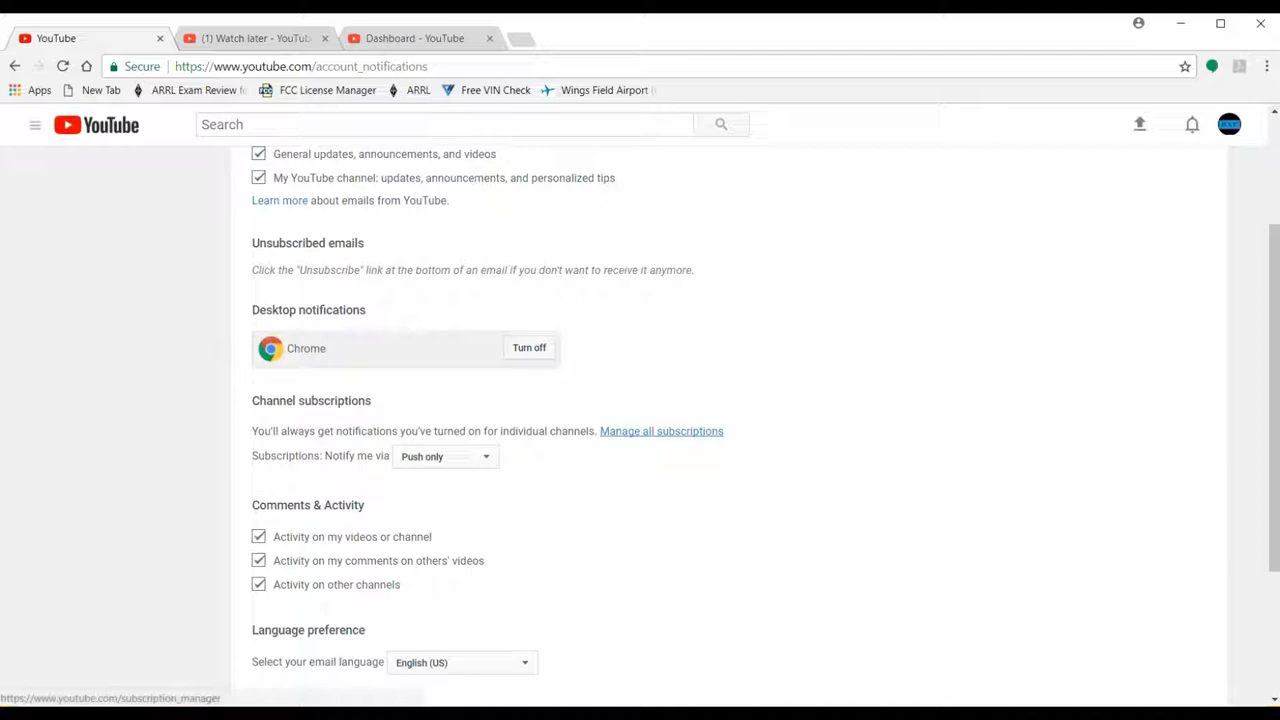 YouTube
(1) Watch later - YouTub
Dashboard - YouTube
Secure
https://www.youtube.com/account_notifications
Apps
New Tab
ARRL Exam Review fo
FCC License Manager
ARRL
Free VIN Check
Wings Field Airport (
YouTube
Search
General updates, announcements, and videos
My YouTube channel: updates, announcements, and personalized tips
Learn more about emails from YouTube.
Unsubscribed emails
Click the "Unsubscribe" link at the bottom of an email if you don't want to receive it anymore.
Desktop notifications
Chrome
Turn off
Channel subscriptions
You'll always get notifications you've turned on for individual channels. Manage all subscriptions
Subscriptions: Notify me via Push only
Comments & Activity
Activity on my videos or channel
Activity on my comments on others' videos
Activity on other channels
Language preference
Select your email language English (US)
https://www.youtube.com/subscription_manager